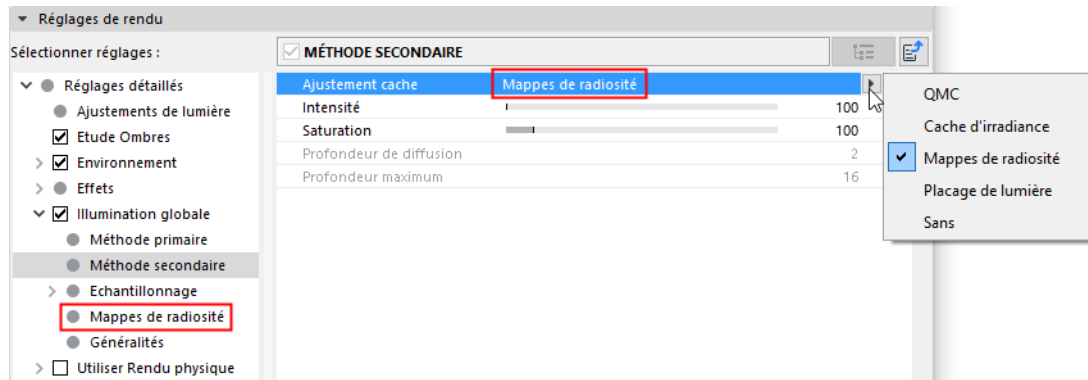 Réglages de rendu
Sélectionner réglages :
Réglages détaillés
Ajustements de lumière
Etude Ombres
Environnement
Effets
Illumination globale
Méthode primaire
Méthode secondaire
Echantillonnage
Mappes de radiosité
Généralités
Utiliser Rendu physique
MÉTHODE SECONDAIRE
Ajustement cache Mappes de radiosité
Intensité 100
Saturation 100
Profondeur de diffusion 2
Profondeur maximum 16
QMC
Cache d'irradiance
Mappes de radiosité
Placage de lumière
Sans